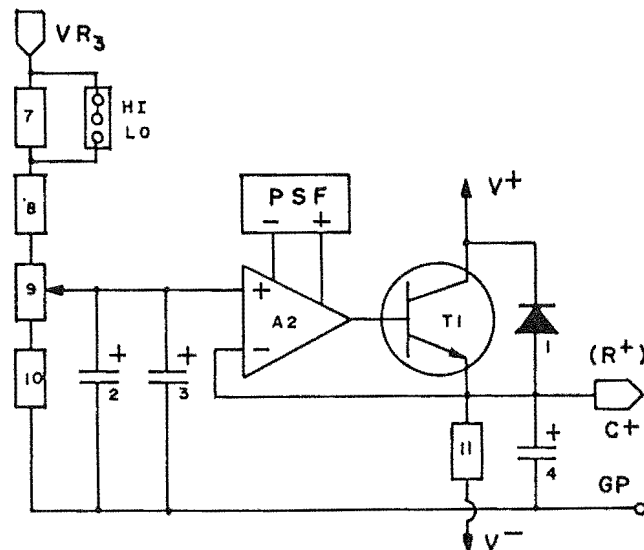 VR3
7
HI
LO
8
PSF
- +
V+
9
+
A2
-
T1
1
(R+)
C+
10
+
2
+
3
11
+
4
GP
V-